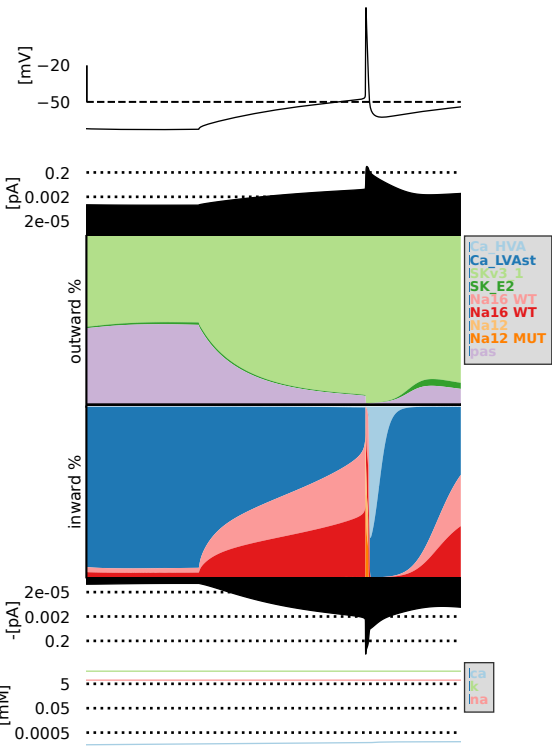 [mV]
−20
−50
[pA]
0.2
0.002
2e-05
outward %
Ca_HVA
Ca_LVAst
SKv3_1
SK_E2
Na16 WT
Na16 WT
Na12
Na12 MUT
pas
inward %
-[pA]
2e-05
0.002
0.2
[mM]
5
0.05
0.0005
ca
k
na